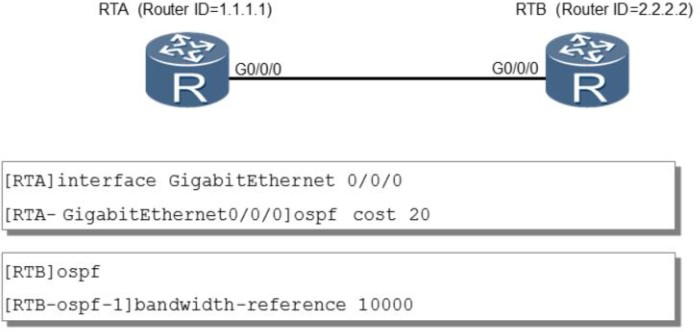 RTA (Router ID=1.1.1.1)
RTB (Router ID=2.2.2.2)
R
G0/0/0
G0/0/0
R
[RTA]interface GigabitEthernet 0/0/0
[RTA- GigabitEthernet0/0/0]ospf cost 20
[RTB]ospf
[RTB-ospf-1]bandwidth-reference 10000